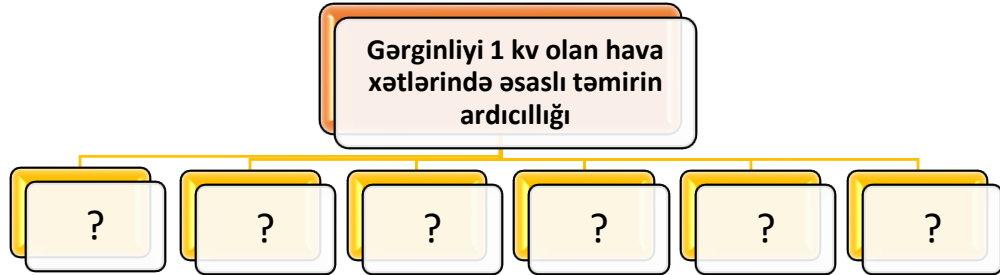 Gərginliyi 1 kv olan hava
xətlərində əsaslı təmirin
ardıcıllığı
? ? ? ? ? ?